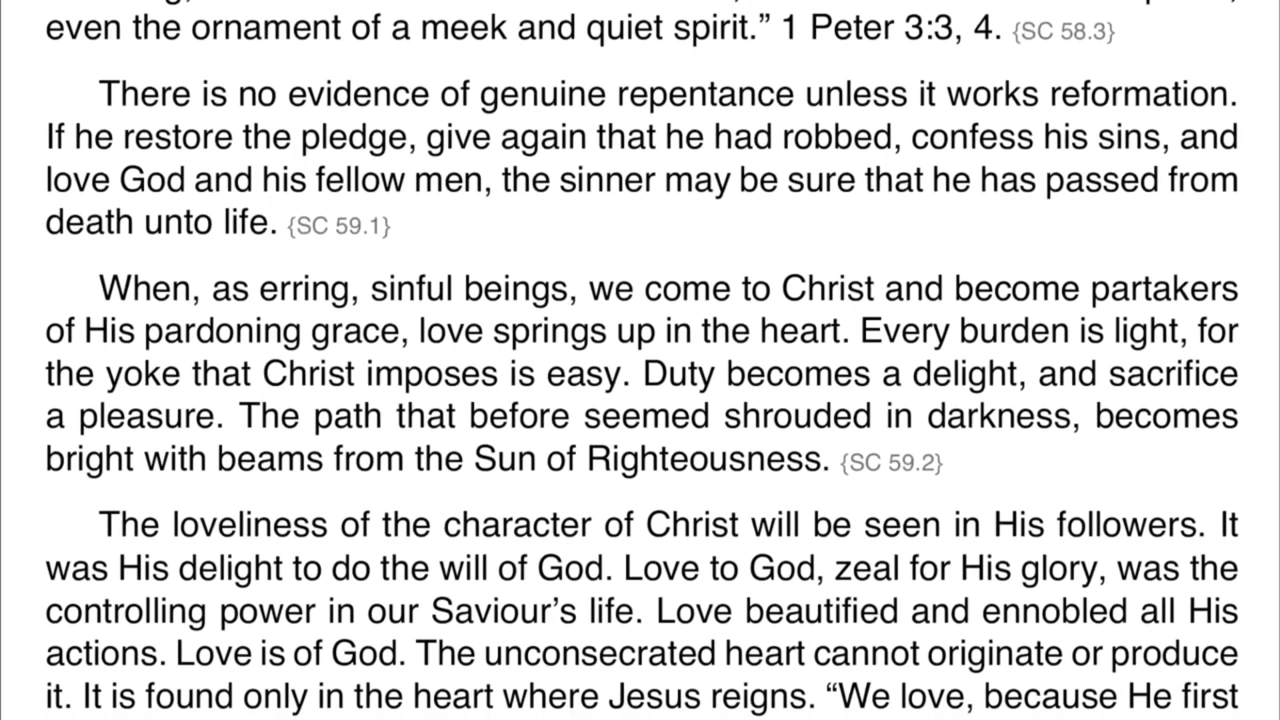 even the ornament of a meek and quiet spirit.” 1 Peter 3:3, 4. {SC 58.3}
There is no evidence of genuine repentance unless it works reformation.
If he restore the pledge, give again that he had robbed, confess his sins, and
love God and his fellow men, the sinner may be sure that he has passed from
death unto life. {SC 59.1}
When, as erring, sinful beings, we come to Christ and become partakers
of His pardoning grace, love springs up in the heart. Every burden is light, for
the yoke that Christ imposes is easy. Duty becomes a delight, and sacrifice
a pleasure. The path that before seemed shrouded in darkness, becomes
bright with beams from the Sun of Righteousness. {SC 59.2}
The loveliness of the character of Christ will be seen in His followers. It
was His delight to do the will of God. Love to God, zeal for His glory, was the
controlling power in our Saviour’s life. Love beautified and ennobled all His
actions. Love is of God. The unconsecrated heart cannot originate or produce
it. It is found only in the heart where Jesus reigns. “We love, because He first